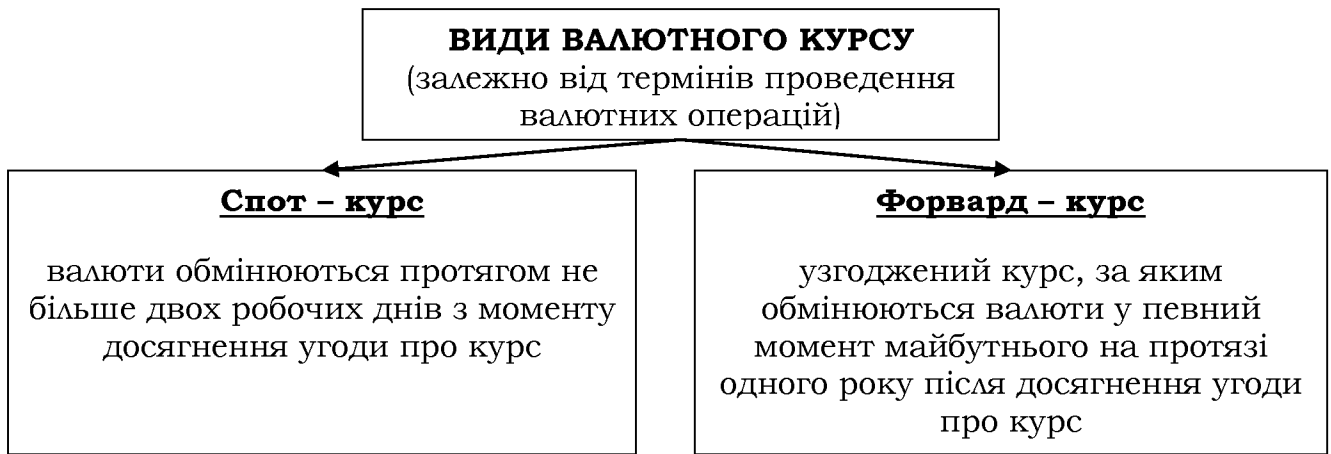 ВИДИ ВАЛЮТНОГО КУРСУ
(залежно від термінів проведення
валютних операцій)
Спот – курс
валюти обмінюються протягом не
більше двох робочих днів з моменту
досягнення угоди про курс
Форвард – курс
узгоджений курс, за яким
обмінюються валюти у певний
момент майбутнього на протязі
одного року після досягнення угоди
про курс